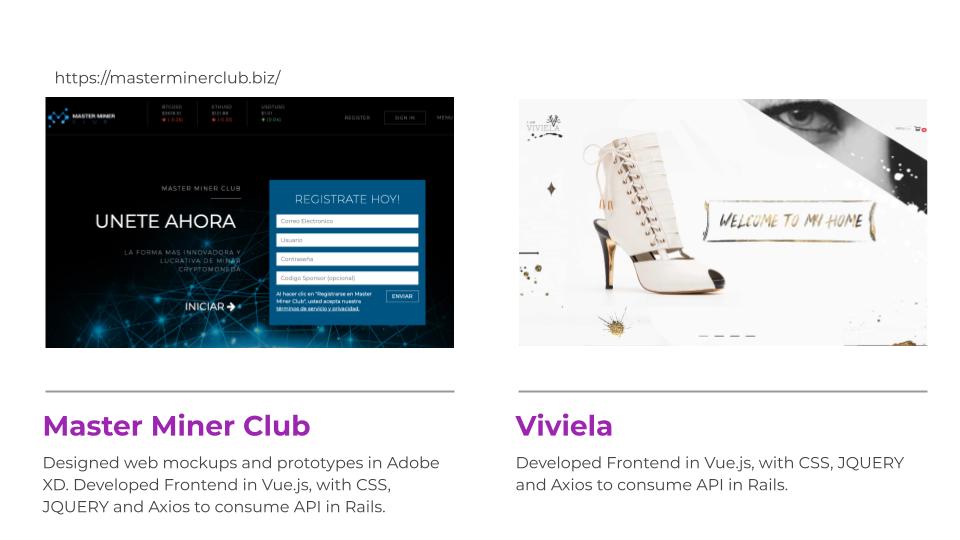 https://masterminerclub.biz/
MASTER MINER
CLUB
BTCUSD
ETHUSD
USDTUSD
REGISTER
SIGN IN
MENU
MASTER MINER CLUB
UNETE AHORA
LA FORMA MAS INNOVADORA Y
LUCRATIVA DE MINAR
CRYPTOMONEDA
INICIAR
REGISTRATE HOY!
Correo Electronico
Usuario
Contraseña
Codigo Sponsor (opcional)
Al hacer clic en "Registrarse en Master
Miner Club", usted acepta nuestro
términos de servicio y privacidad.
ENVIAR
VIVIELA
WELCOME TO MY HOME
Master Miner Club
Designed web mockups and prototypes in Adobe
XD. Developed Frontend in Vue.js, with CSS,
JQUERY and Axios to consume API in Rails.
Viviela
Developed Frontend in Vue.js, with CSS, JQUERY
and Axios to consume API in Rails.